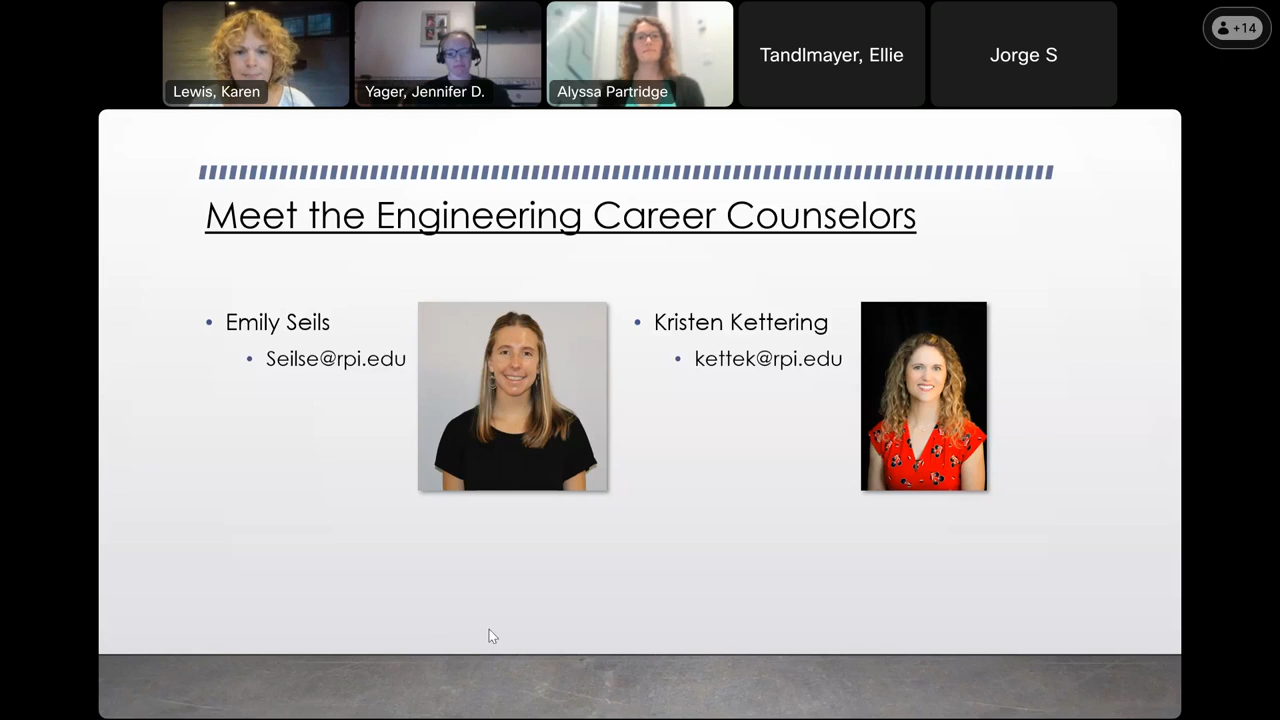 Lewis, Karen
Yager, Jennifer D.
Alyssa Partridge
Tandlmayer, Ellie
Jorge S
+14
Meet the Engineering Career Counselors
• Emily Seils
• Seilse@rpi.edu
• Kristen Kettering
• kettek@rpi.edu